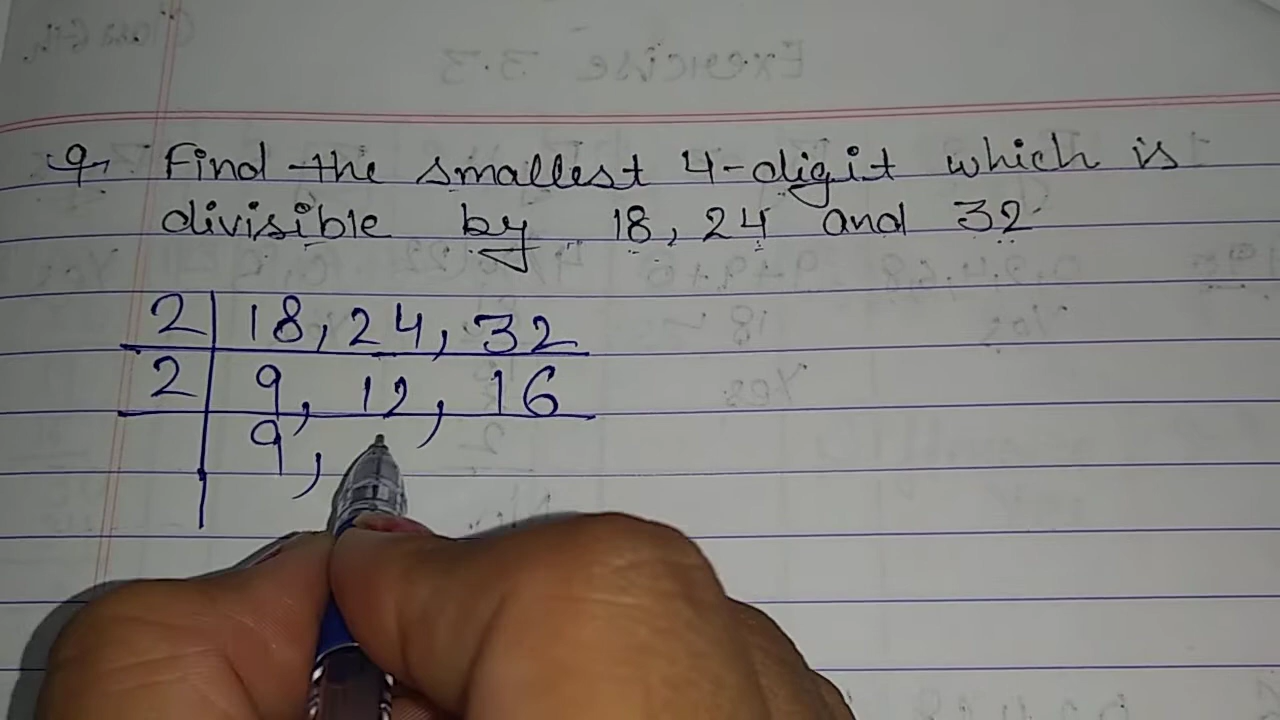 Q. Find the smallest 4-digit which is
divisible by 18, 24 and 32
2 | 18, 24, 32
2 | 9, 12, 16
9,